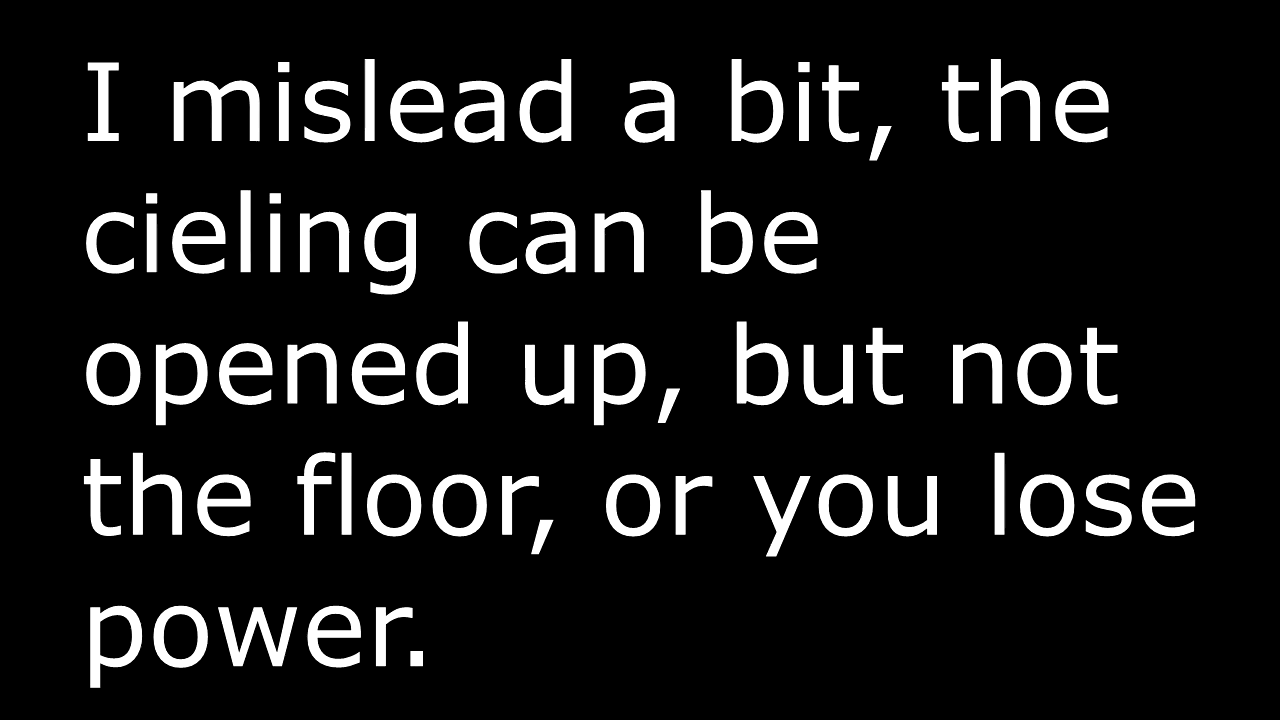 I mislead a bit, the
cieling can be
opened up, but not
the floor, or you lose
power.